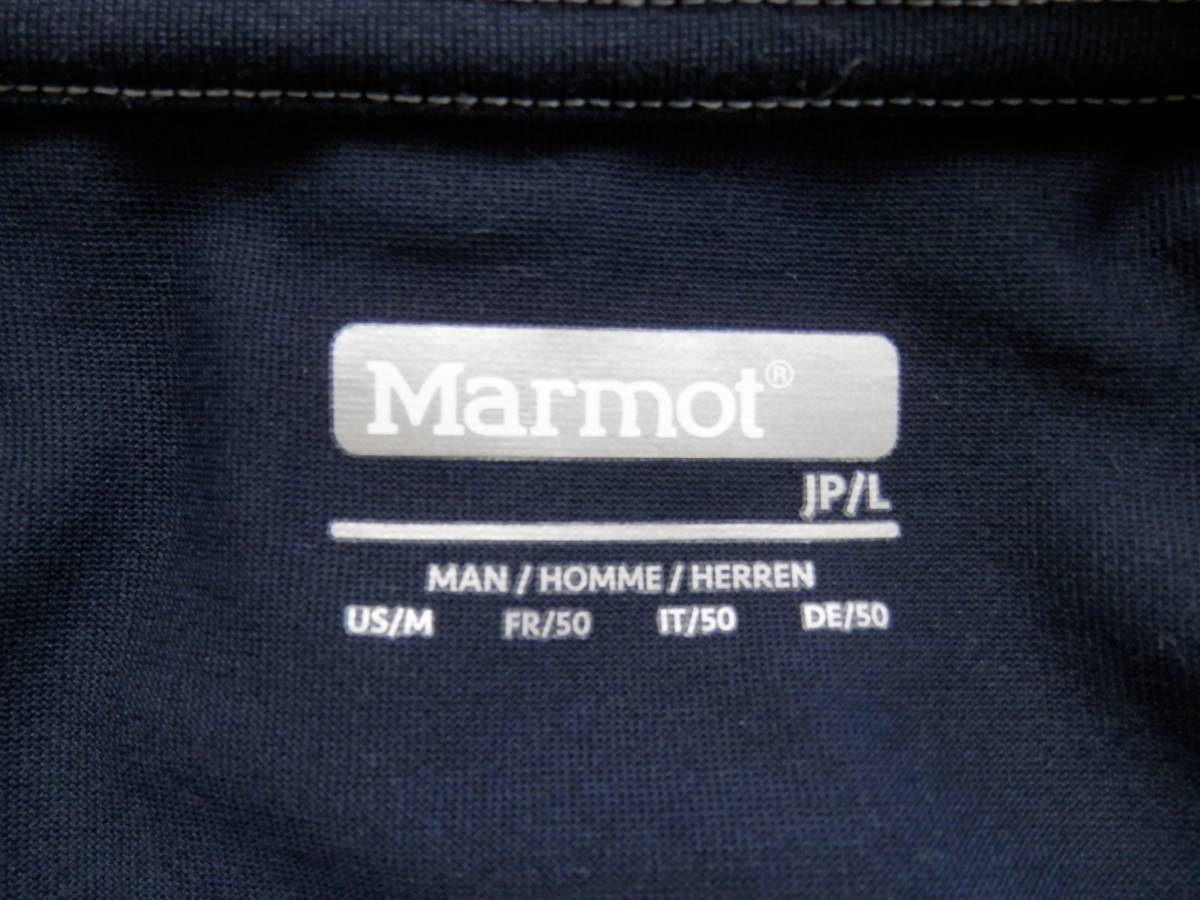 Marmot®
JP/L
MAN / HOMME / HERREN
US/M FR/50 IT/50 DE/50